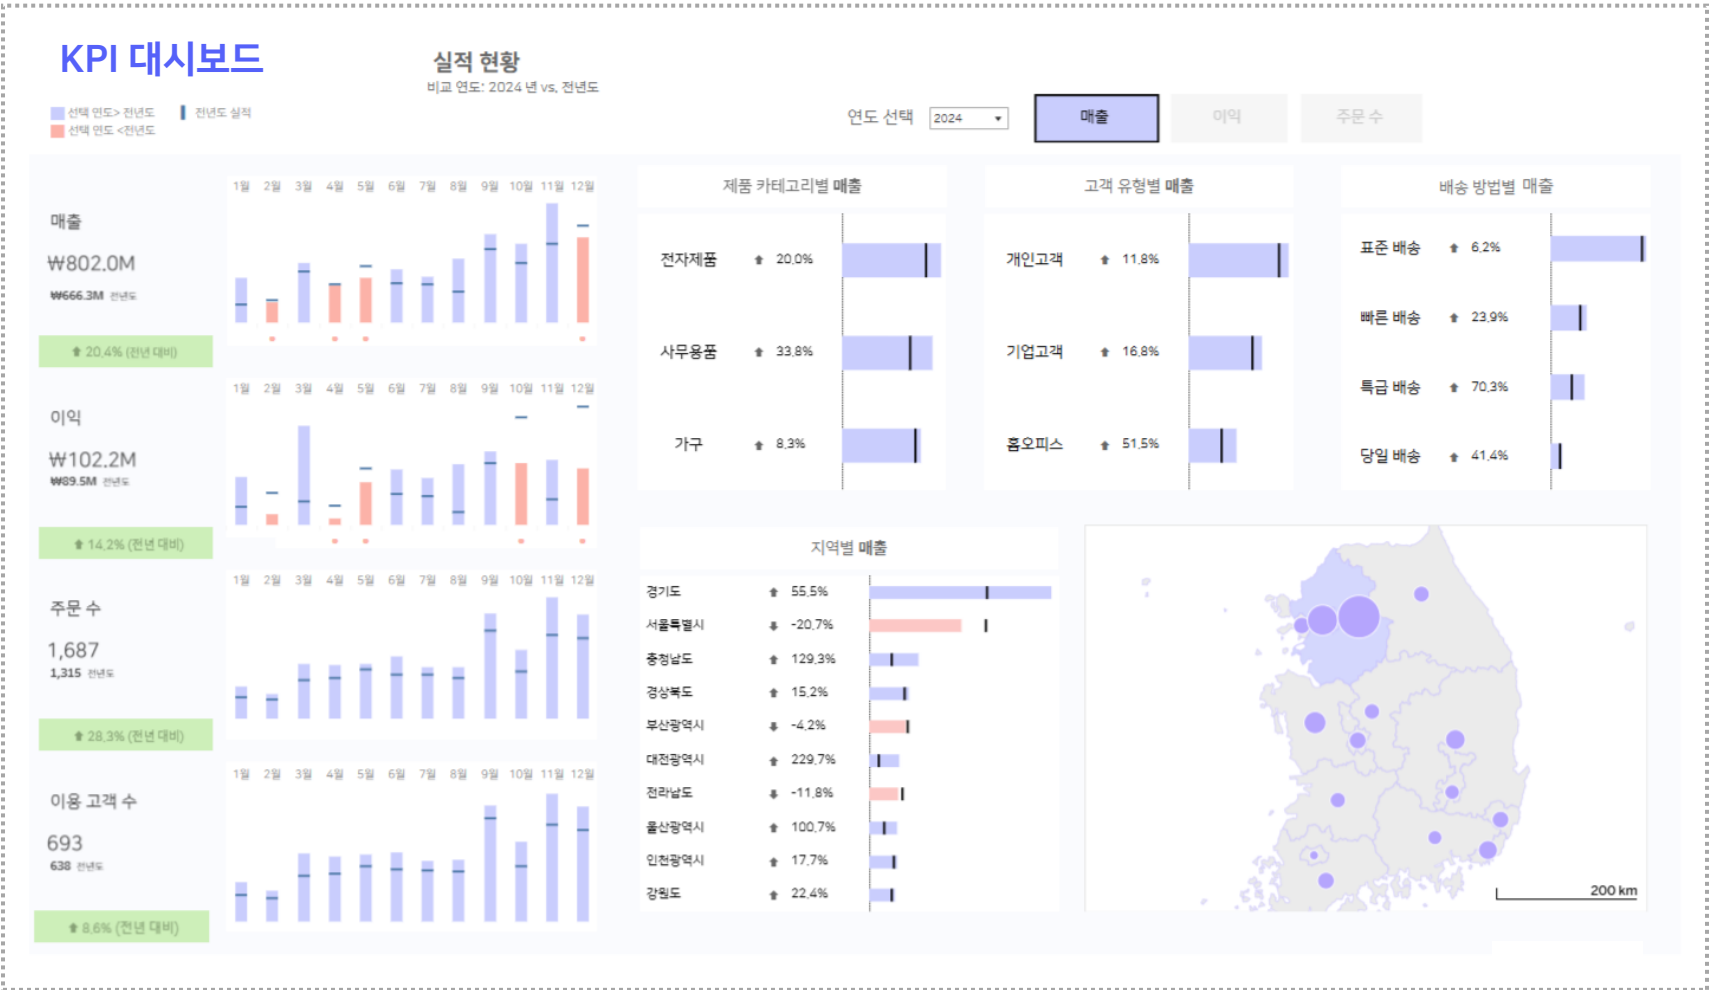 KPI 대시보드
실적 현황
비교 연도: 2024 년 vs. 전년도
선택 연도> 전년도
전년도 실적
선택 연도 <전년도
연도 선택
2024
매출
이익
주문 수
매출
₩802.0M
₩666.3M 전년도
20.4% (전년 대비)
1월 2월 3월 4월 5월 6월 7월 8월 9월 10월 11월 12월
이익
₩102.2M
₩89.5M 전년도
14.2% (전년 대비)
1월 2월 3월 4월 5월 6월 7월 8월 9월 10월 11월 12월
주문 수
1,687
1,315 전년도
28.3% (전년 대비)
1월 2월 3월 4월 5월 6월 7월 8월 9월 10월 11월 12월
이용 고객 수
693
638 전년도
8.6% (전년 대비)
1월 2월 3월 4월 5월 6월 7월 8월 9월 10월 11월 12월
제품 카테고리별 매출
전자제품 20.0%
사무용품 33.8%
가구 8.3%
고객 유형별 매출
개인고객 11.8%
기업고객 16.8%
홈오피스 51.5%
배송 방법별 매출
표준 배송 6.2%
빠른 배송 23.9%
특급 배송 70.3%
당일 배송 41.4%
지역별 매출
경기도 55.5%
서울특별시 -20.7%
충청남도 129.3%
경상북도 15.2%
부산광역시 -4.2%
대전광역시 229.7%
전라남도 -11.8%
울산광역시 100.7%
인천광역시 17.7%
강원도 22.4%
200 km